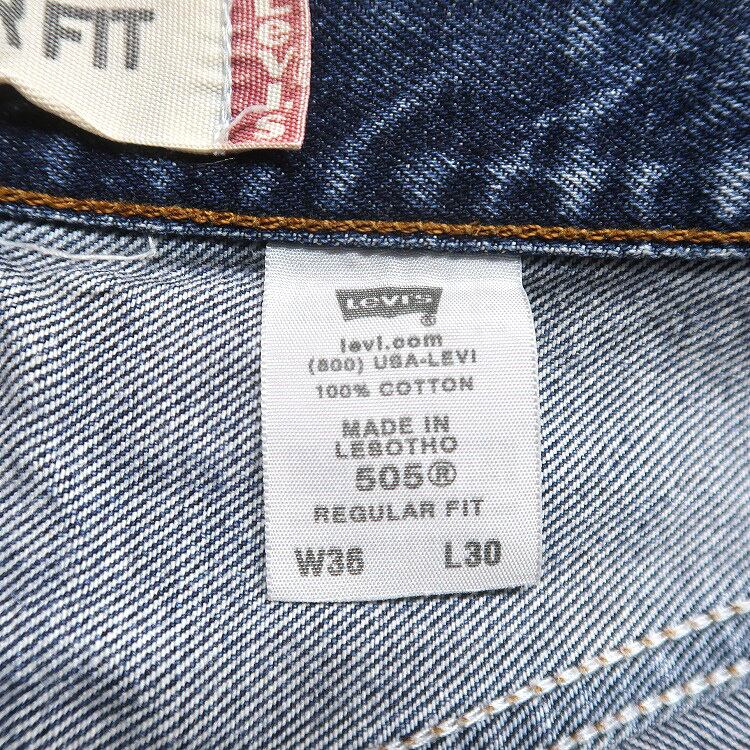 FIT
LEVI'S
LEVI'S
®
levi.com
(800) USA-LEVI
100% COTTON
MADE IN
LESOTHO
505®
REGULAR FIT
W36 L30